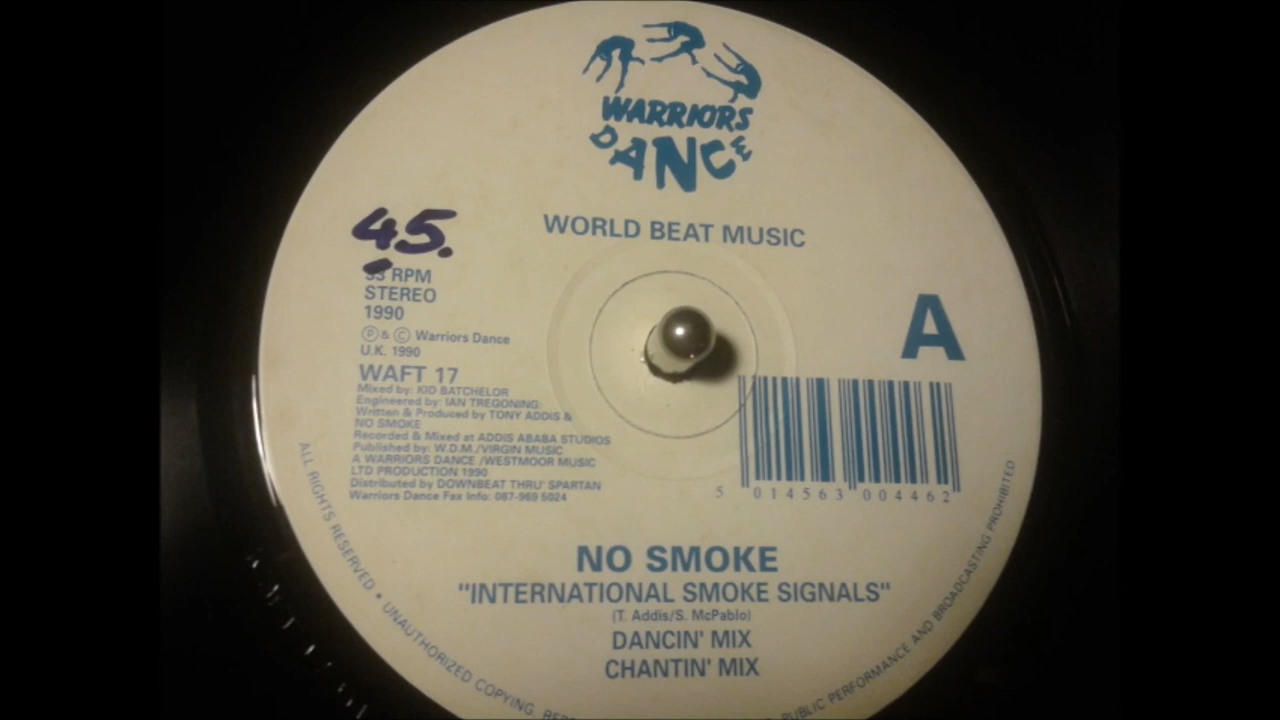 WARRIORS
DANCE
WORLD BEAT MUSIC
45.
33 RPM
STEREO
1990
Ⓟ & © Warriors Dance
U.K. 1990
WAFT 17
Mixed by: KID BATCHELOR
Engineered by: IAN TREGONING:
Written & Produced by TONY ADDIS &
NO SMOKE
Recorded & Mixed at ADDIS ABABA STUDIOS
Published by: W.D.M./VIRGIN MUSIC
A WARRIORS DANCE /WESTMOOR MUSIC
LTD PRODUCTION 1990
Distributed by DOWNBEAT THRU' SPARTAN
Warriors Dance Fax Info: 087-969 5024
A
5 014563 004462
NO SMOKE
"INTERNATIONAL SMOKE SIGNALS"
(T. Addis/S. McPablo)
DANCIN' MIX
CHANTIN' MIX
ALL RIGHTS RESERVED • UNAUTHORIZED COPYING, PUBLIC PERFORMANCE AND BROADCASTING PROHIBITED